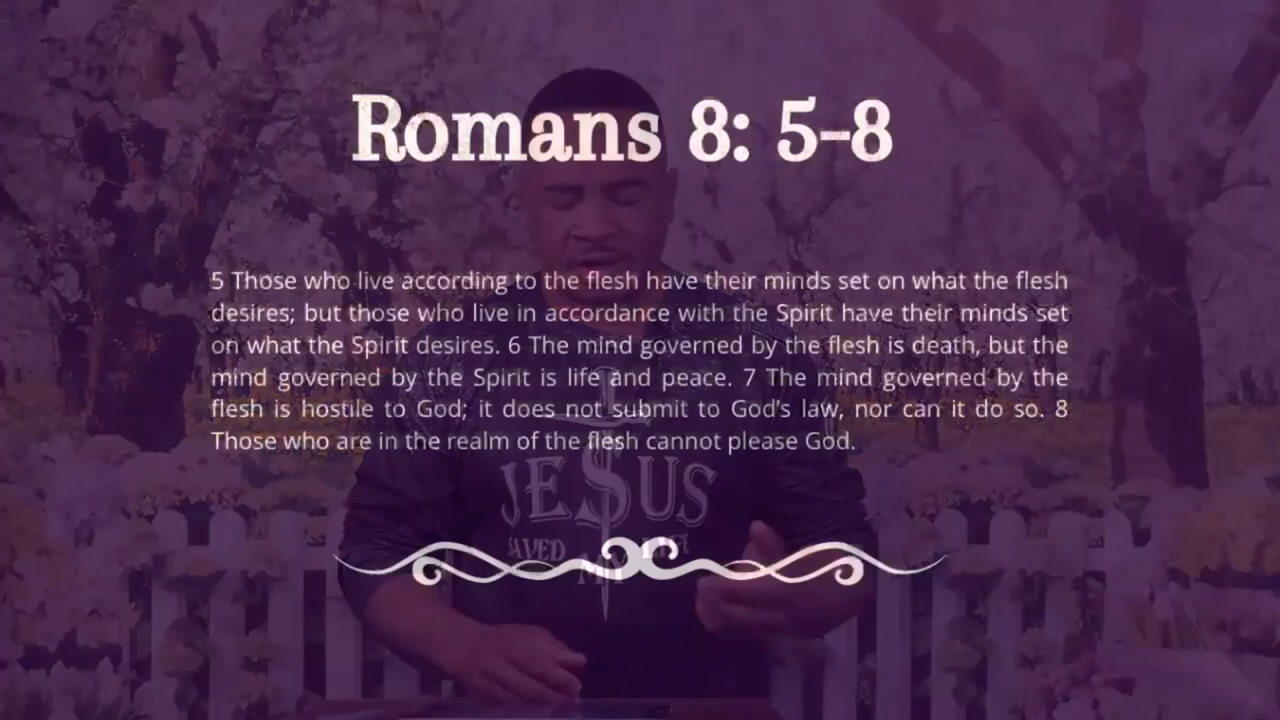 Romans 8: 5-8
5 Those who live according to the flesh have their minds set on what the flesh
desires; but those who live in accordance with the Spirit have their minds set
on what the Spirit desires. 6 The mind governed by the flesh is death, but the
mind governed by the Spirit is life and peace. 7 The mind governed by the
flesh is hostile to God; it does not submit to God’s law, nor can it do so. 8
Those who are in the realm of the flesh cannot please God.
JESUS
SAVED MY LIFE